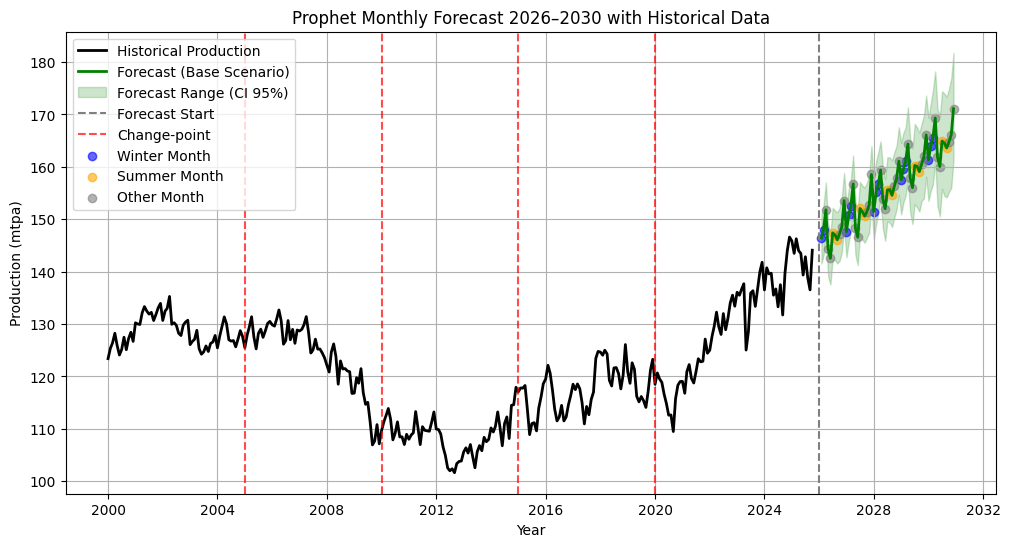 Prophet Monthly Forecast 2026–2030 with Historical Data
Historical Production
Forecast (Base Scenario)
Forecast Range (CI 95%)
Forecast Start
Change-point
Winter Month
Summer Month
Other Month
Production (mtpa)
180
170
160
150
140
130
120
110
100
2000
2004
2008
2012
2016
2020
2024
2028
2032
Year